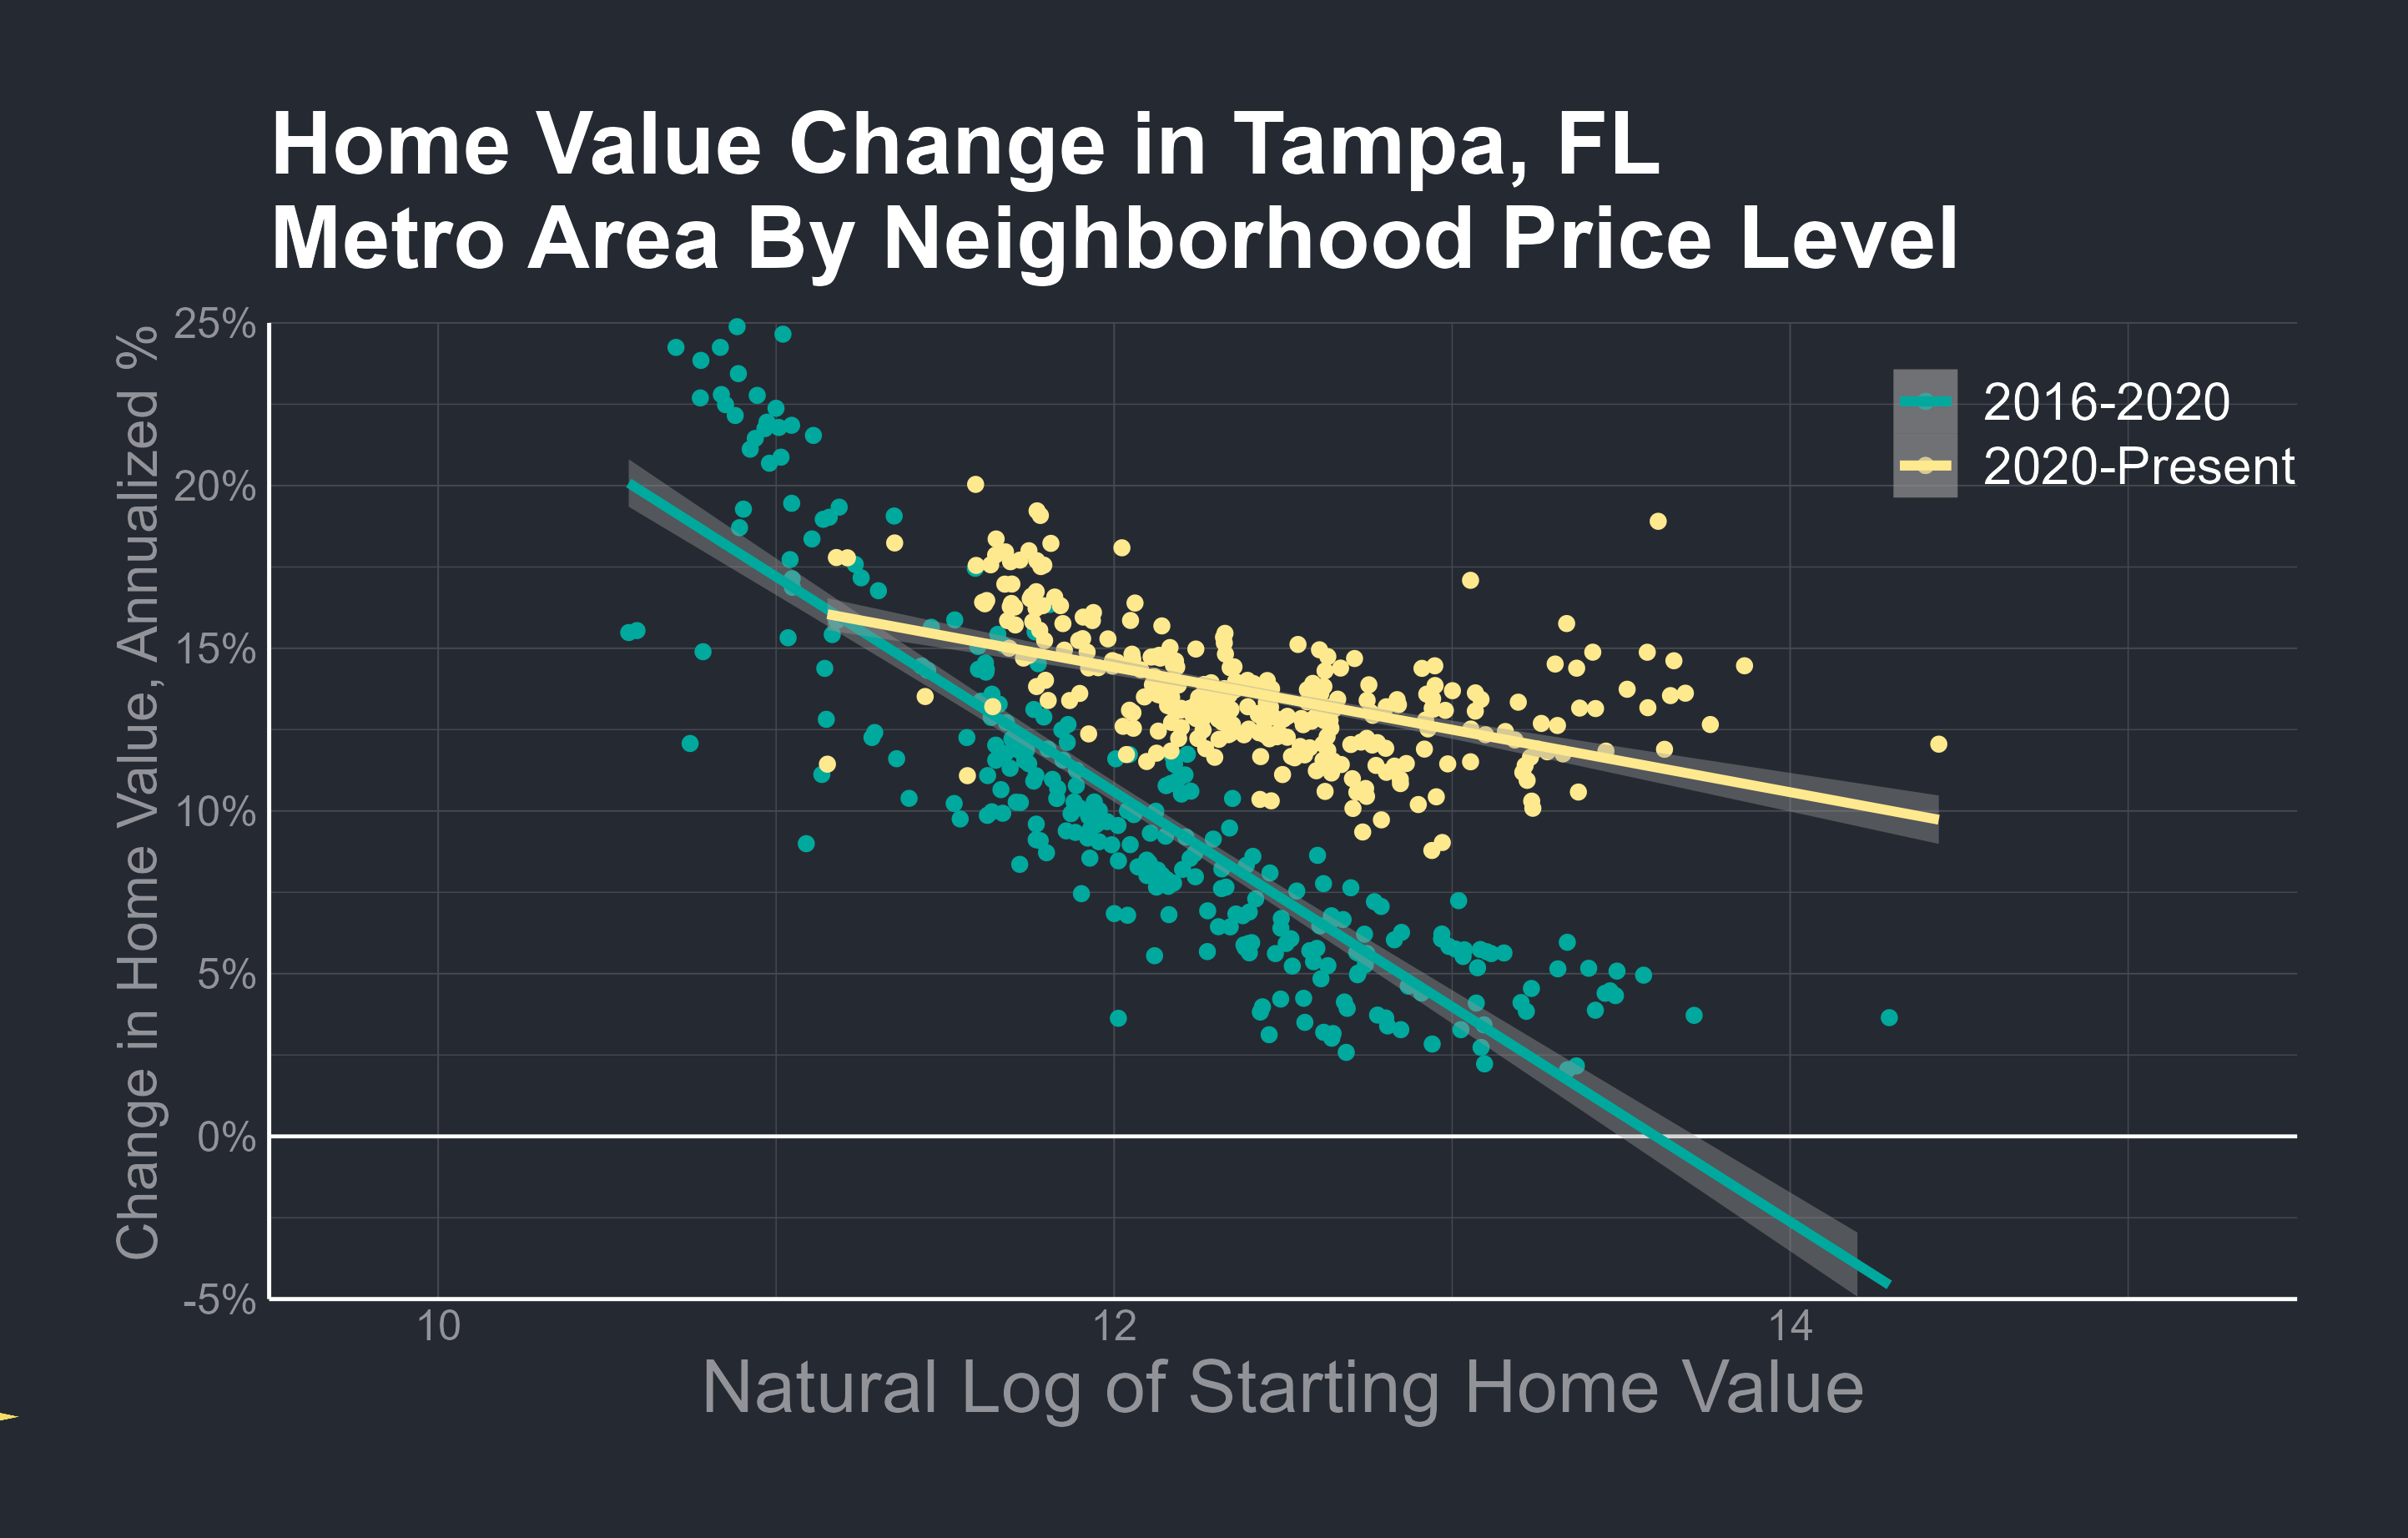 Home Value Change in Tampa, FL
Metro Area By Neighborhood Price Level
Change in Home Value, Annualized %
25%
20%
15%
10%
5%
0%
-5%
2016-2020
2020-Present
10
12
14
Natural Log of Starting Home Value